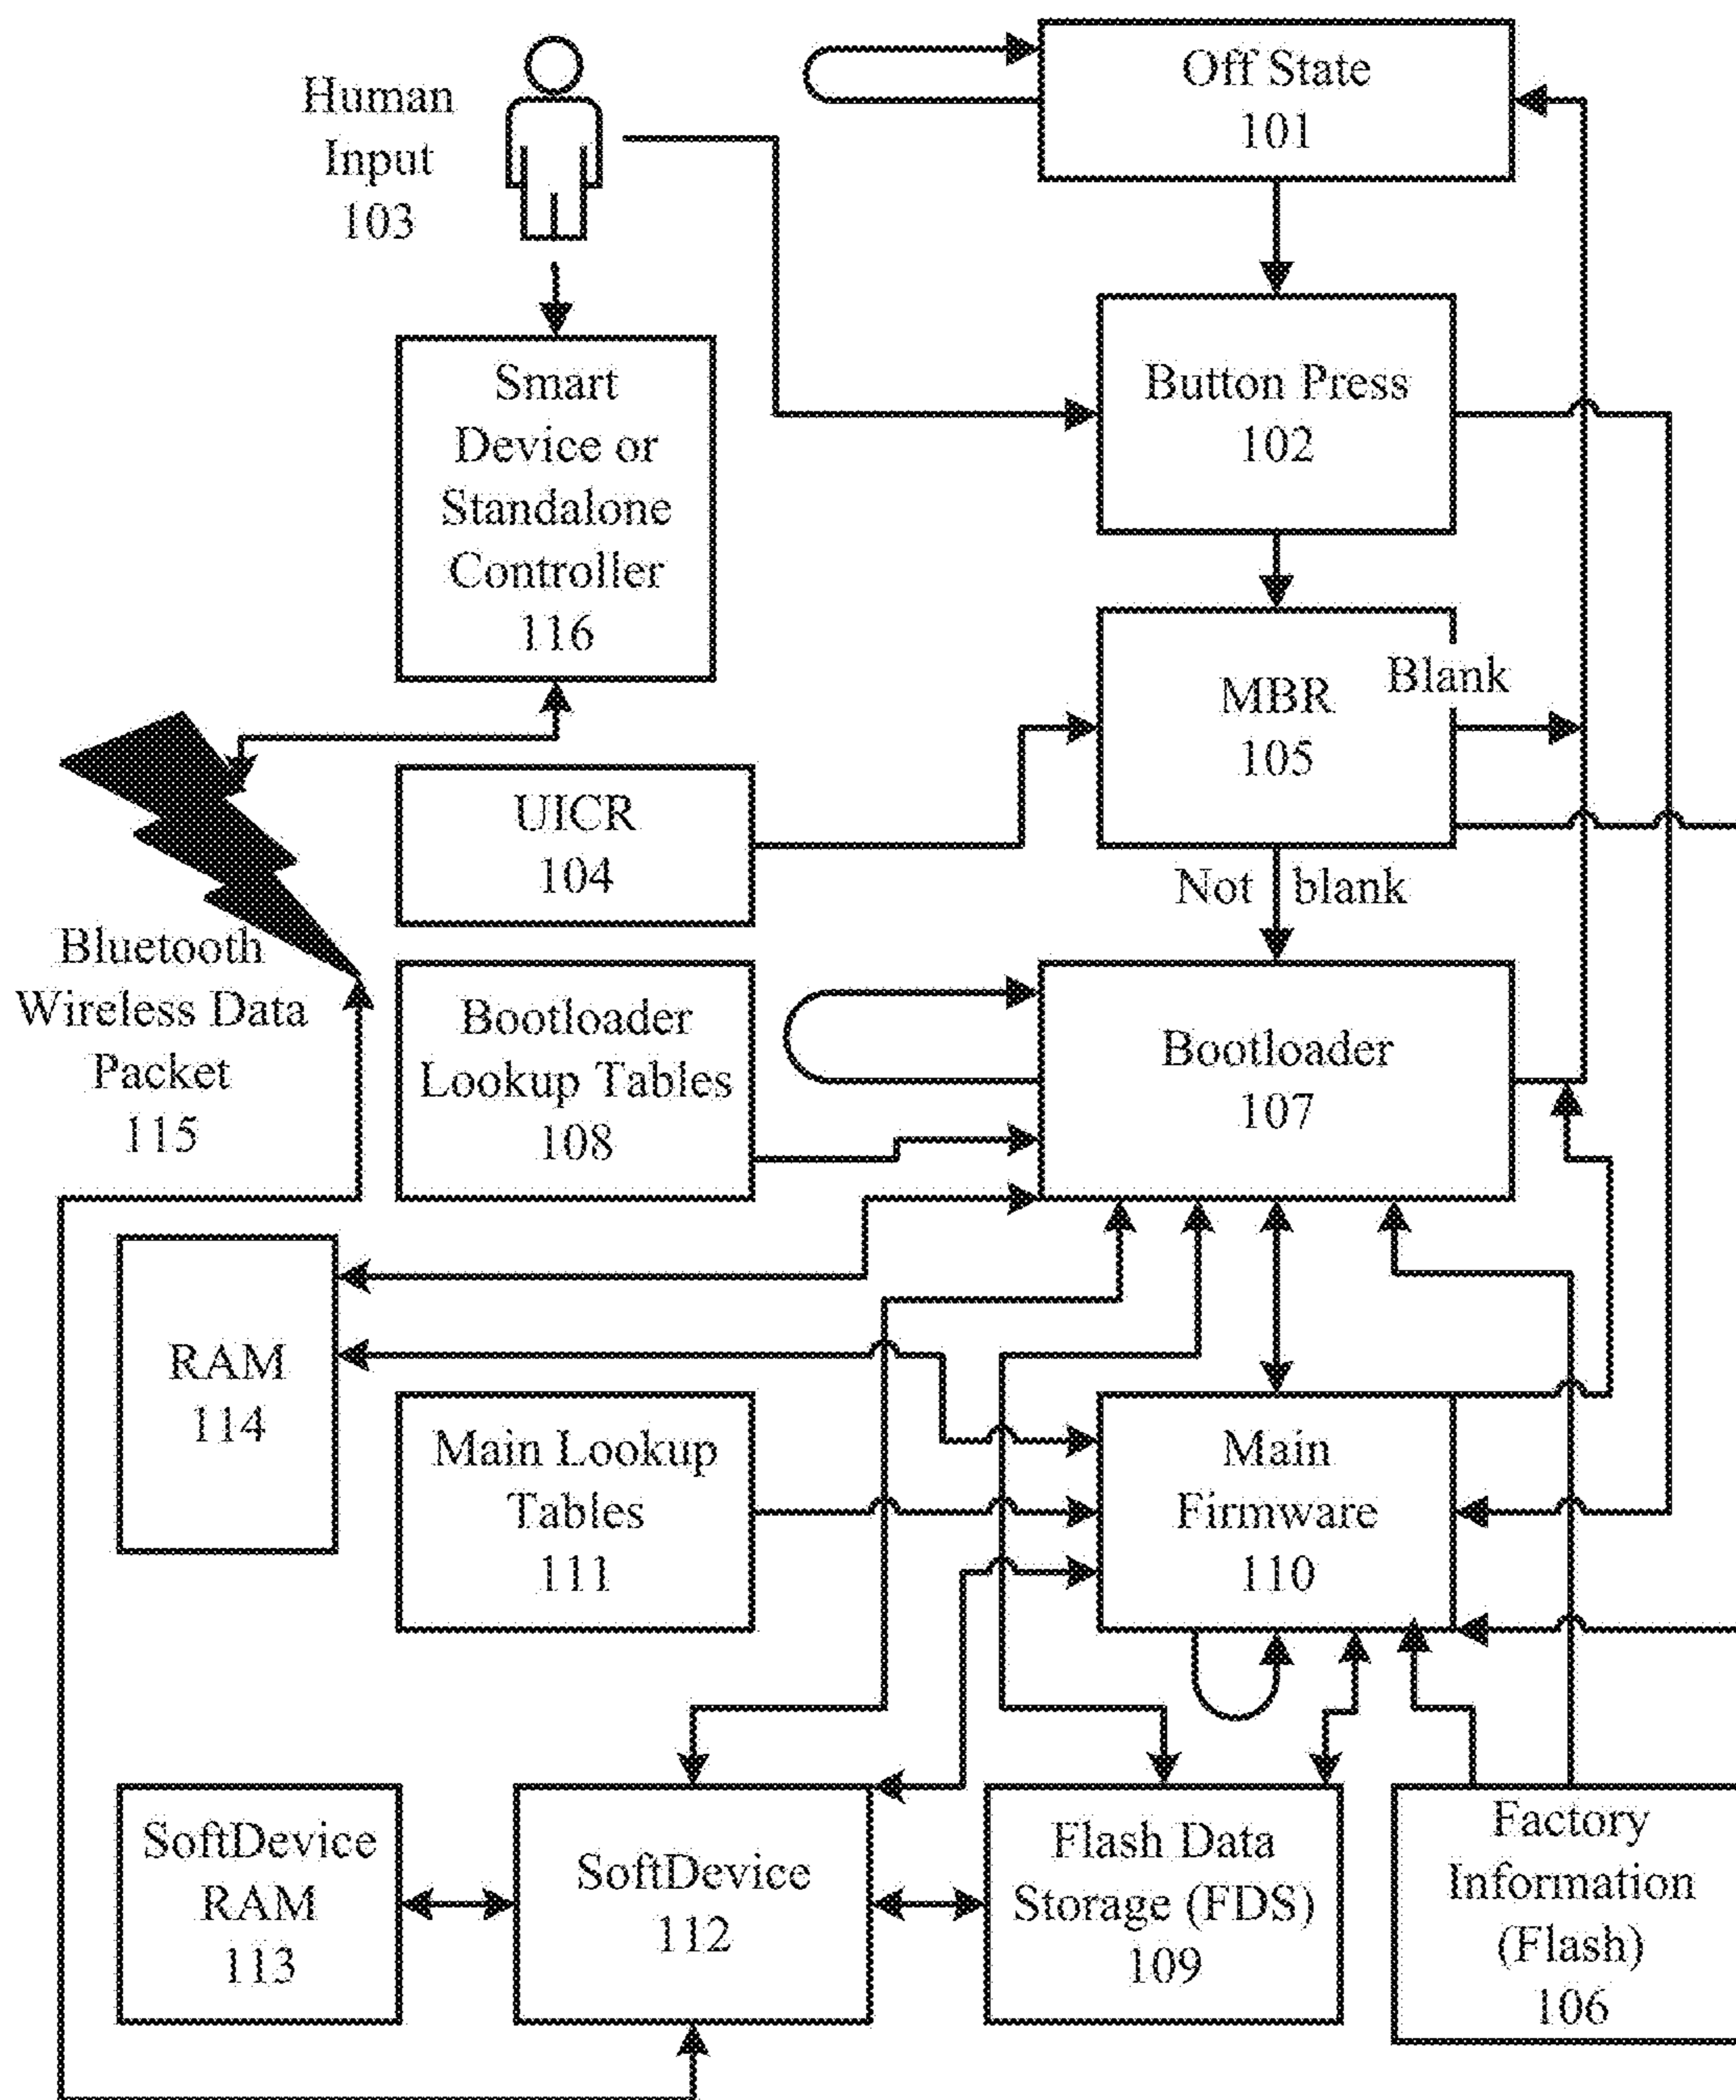 Human
Input
103
Off State
101
Smart
Device or
Standalone
Controller
116
Button Press
102
MBR
105
Blank
UICR
104
Not blank
Bluetooth
Wireless Data
Packet
115
Bootloader
Lookup Tables
108
Bootloader
107
RAM
114
Main Lookup
Tables
111
Main
Firmware
110
SoftDevice
RAM
113
SoftDevice
112
Flash Data
Storage (FDS)
109
Factory
Information
(Flash)
106